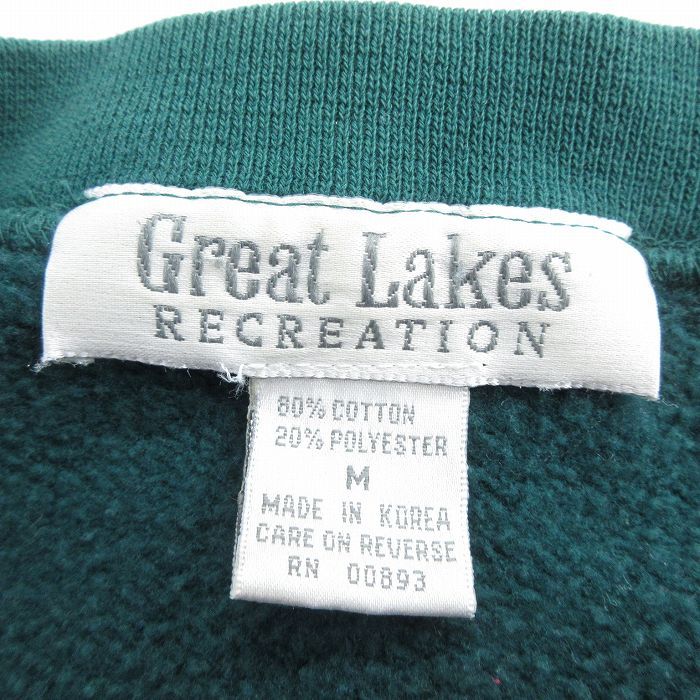 Great Lakes
RECREATION
80% COTTON
20% POLYESTER
M
MADE IN KOREA
CARE ON REVERSE
RN 00893